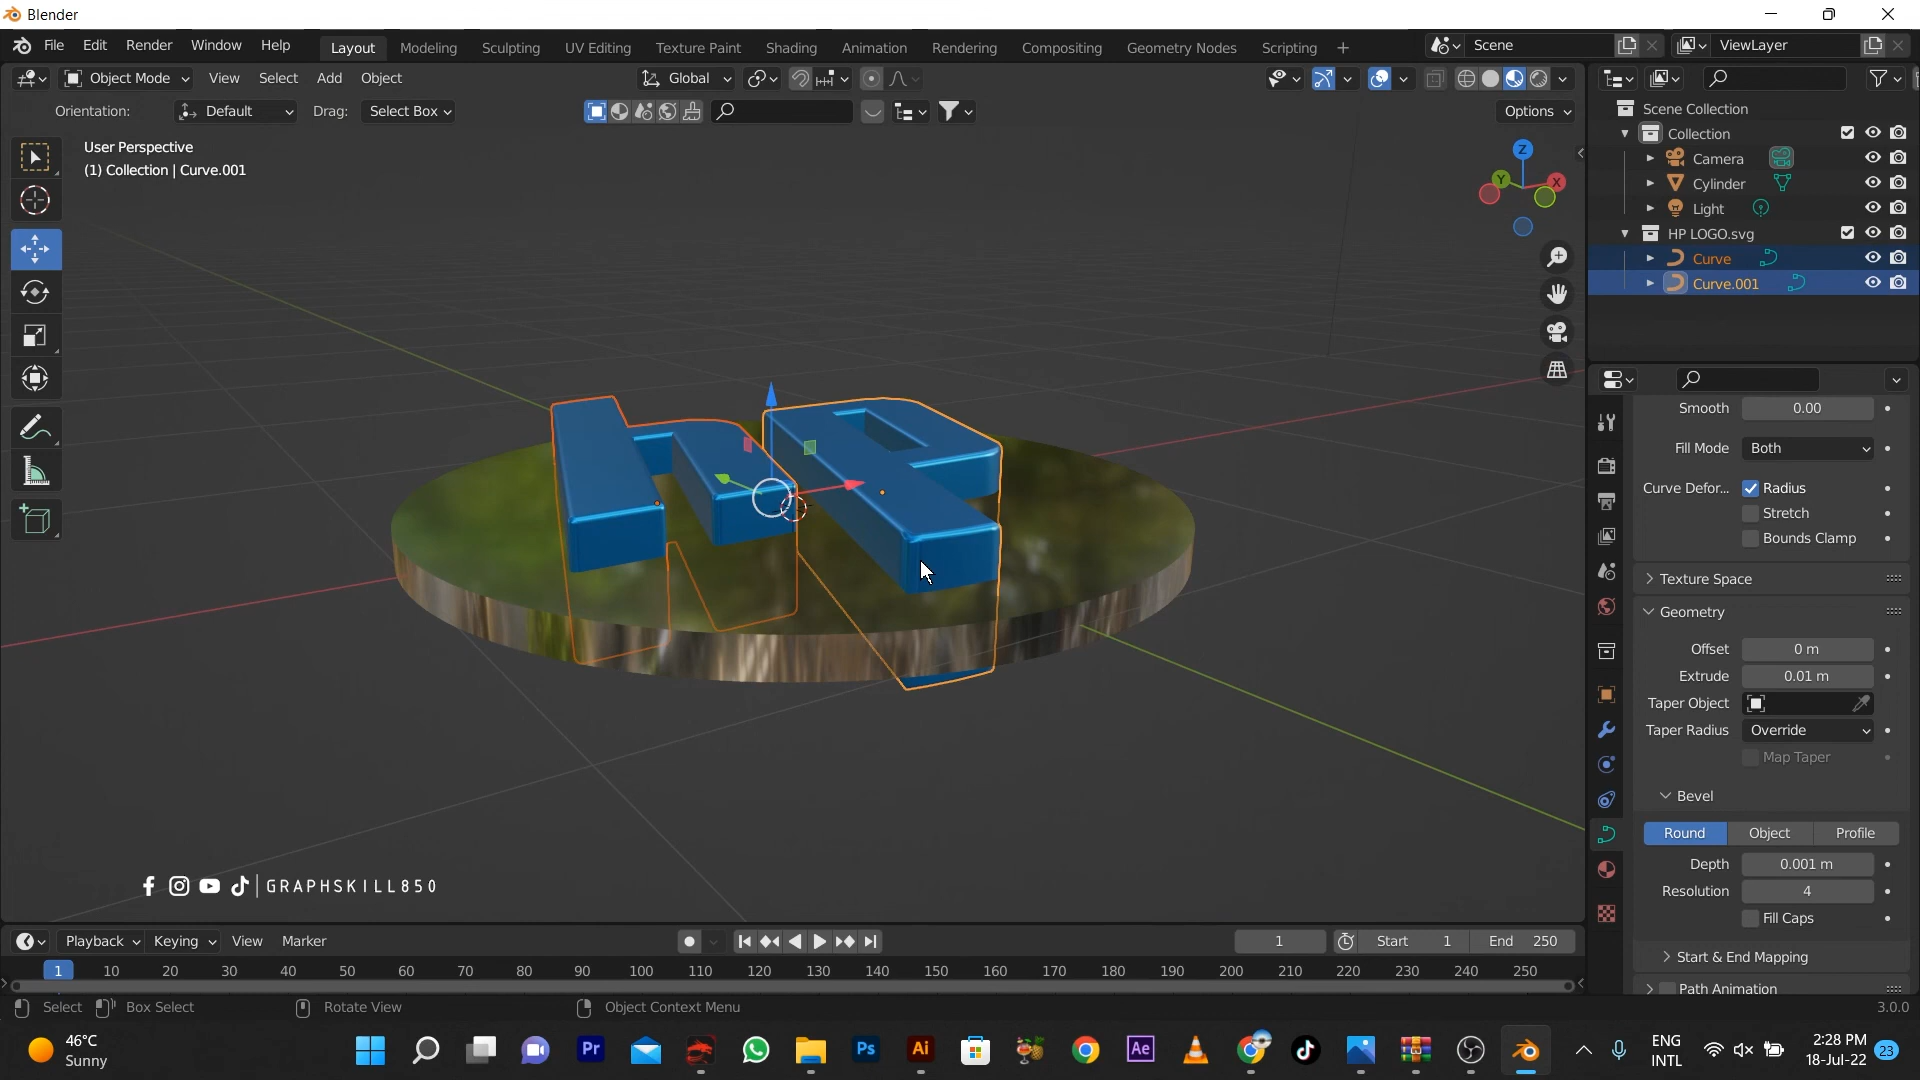 Blender
File Edit Render Window Help Layout Modeling Sculpting UV Editing Texture Paint Shading Animation Rendering Compositing Geometry Nodes Scripting + Scene ViewLayer
Object Mode View Select Add Object Global
Orientation: Default Drag: Select Box Options
User Perspective
(1) Collection | Curve.001
Z
Y
X
Scene Collection
Collection
Camera
Cylinder
Light
HP LOGO.svg
Curve
Curve.001
Smooth 0.00
Fill Mode Both
Curve Defor... Radius
Stretch
Bounds Clamp
Texture Space
Geometry
Offset 0 m
Extrude 0.01 m
Taper Object
Taper Radius Override
Map Taper
Bevel
Round Object Profile
Depth 0.001 m
Resolution 4
Fill Caps
Start & End Mapping
Path Animation
GRAPHSKILL850
Playback Keying View Marker 1 Start 1 End 250
1 10 20 30 40 50 60 70 80 90 100 110 120 130 140 150 160 170 180 190 200 210 220 230 240 250
Select Box Select Rotate View Object Context Menu 3.0.0
46°C
Sunny
Pr Ps Ai Ae
ENG
INTL
2:28 PM
18-Jul-22
23